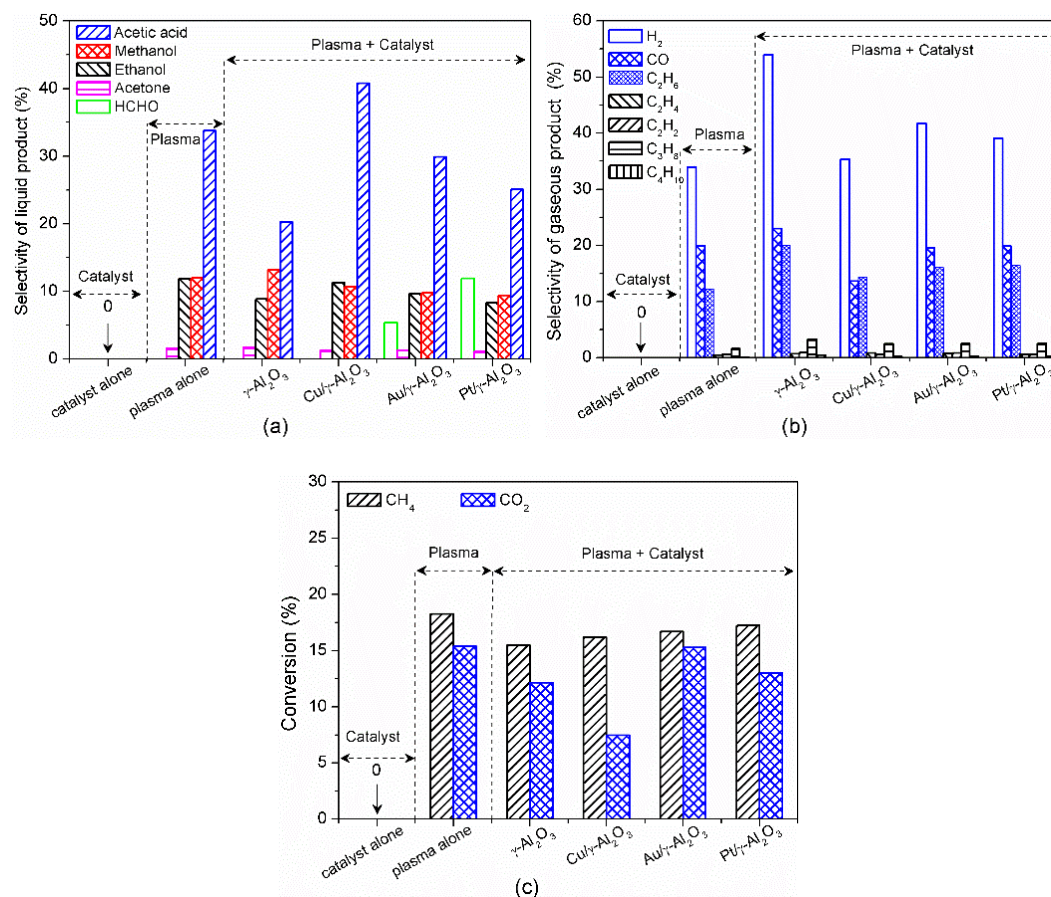 Selectivity of liquid product (%)
50
40
30
20
10
0
Acetic acid
Methanol
Ethanol
Acetone
HCHO
Plasma + Catalyst
Plasma
Catalyst
0
catalyst alone
plasma alone
γ-Al₂O₃
Cu/γ-Al₂O₃
Au/γ-Al₂O₃
Pt/γ-Al₂O₃
(a)
Selectivity of gaseous product (%)
60
50
40
30
20
10
0
H₂
CO
C₂H₆
C₂H₄
C₂H₂
C₃H₈
C₄H₁₀
Plasma + Catalyst
Plasma
Catalyst
0
catalyst alone
plasma alone
γ-Al₂O₃
Cu/γ-Al₂O₃
Au/γ-Al₂O₃
Pt/γ-Al₂O₃
(b)
Conversion (%)
30
25
20
15
10
5
0
CH₄
CO₂
Plasma
Plasma + Catalyst
Catalyst
0
catalyst alone
plasma alone
γ-Al₂O₃
Cu/γ-Al₂O₃
Au/γ-Al₂O₃
Pt/γ-Al₂O₃
(c)